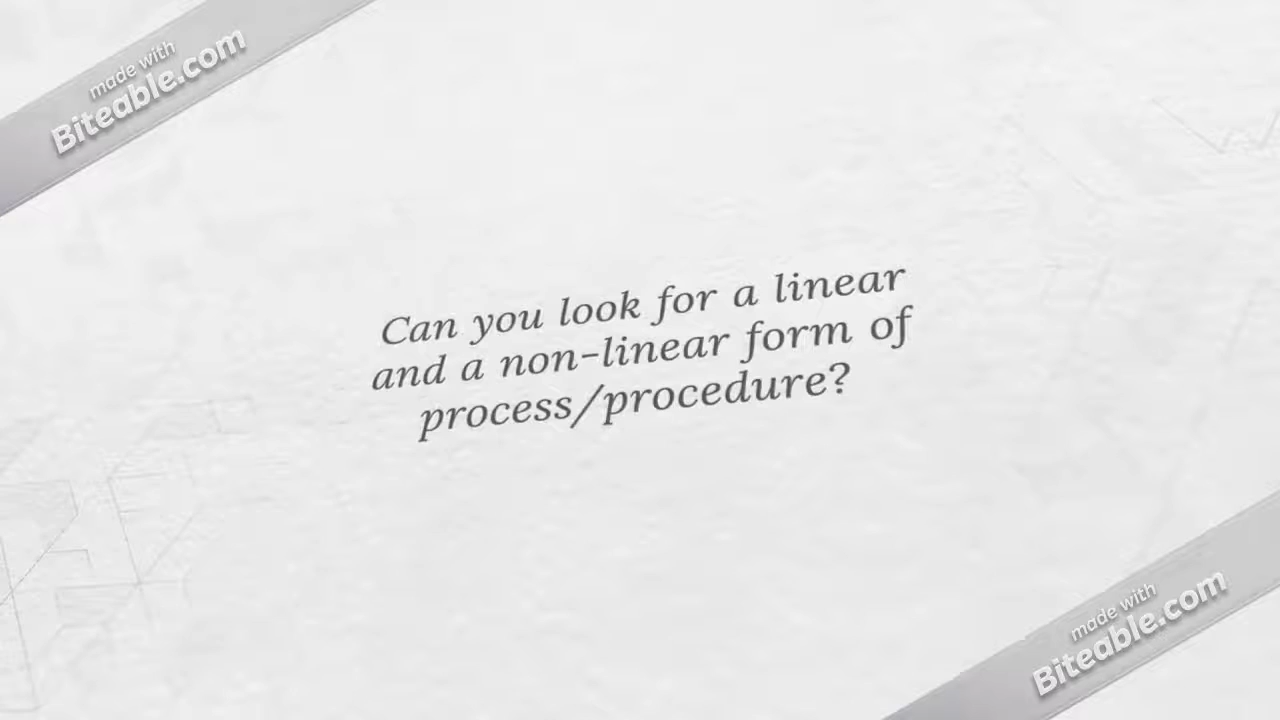 made with
Biteable.com
Can you look for a linear
and a non-linear form of
process/procedure?
made with
Biteable.com